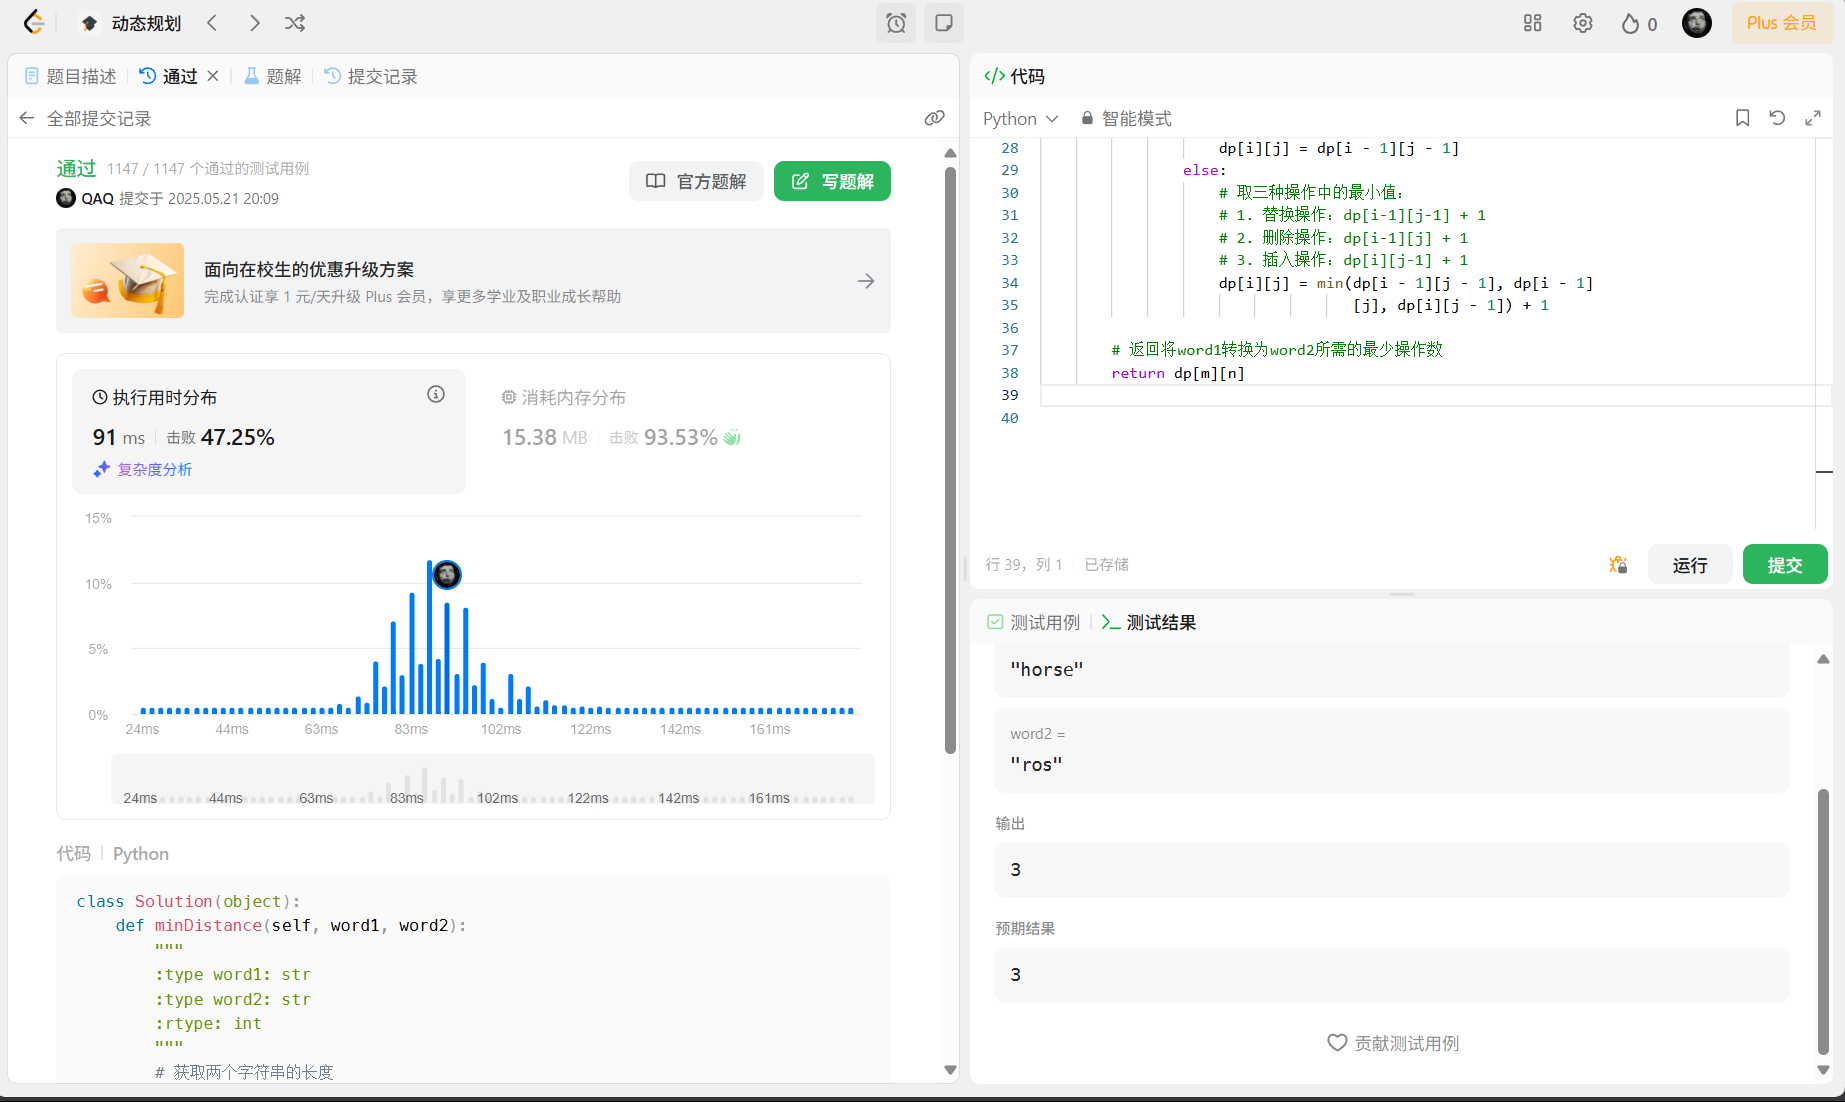 动态规划
0
Plus 会员
题目描述
通过
题解
提交记录
全部提交记录
通过 1147 / 1147 个通过的测试用例
QAQ 提交于 2025.05.21 20:09
官方题解
写题解
面向在校生的优惠升级方案
完成认证享 1 元/天升级 Plus 会员，享更多学业及职业成长帮助
执行用时分布
91 ms 击败 47.25%
复杂度分析
消耗内存分布
15.38 MB 击败 93.53%
15%
10%
5%
0%
24ms 44ms 63ms 83ms 102ms 122ms 142ms 161ms
24ms 44ms 63ms 83ms 102ms 122ms 142ms 161ms
代码 Python
class Solution(object):
    def minDistance(self, word1, word2):
        """
        :type word1: str
        :type word2: str
        :rtype: int
        """
        # 获取两个字符串的长度
</> 代码
Python
智能模式
28 dp[i][j] = dp[i - 1][j - 1]
29 else:
30 # 取三种操作中的最小值：
31 # 1. 替换操作：dp[i-1][j-1] + 1
32 # 2. 删除操作：dp[i-1][j] + 1
33 # 3. 插入操作：dp[i][j-1] + 1
34 dp[i][j] = min(dp[i - 1][j - 1], dp[i - 1]
35 [j], dp[i][j - 1]) + 1
36
37 # 返回将word1转换为word2所需的最少操作数
38 return dp[m][n]
39
40
行 39，列 1 已存储
运行
提交
测试用例
测试结果
"horse"
word2 =
"ros"
输出
3
预期结果
3
贡献测试用例